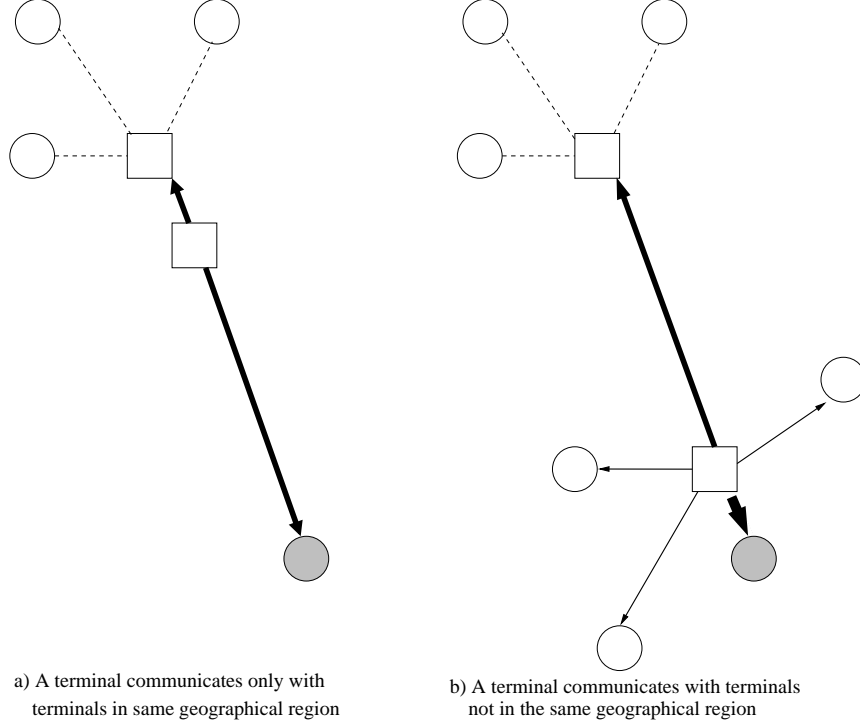 a) A terminal communicates only with
terminals in same geographical region
b) A terminal communicates with terminals
not in the same geographical region